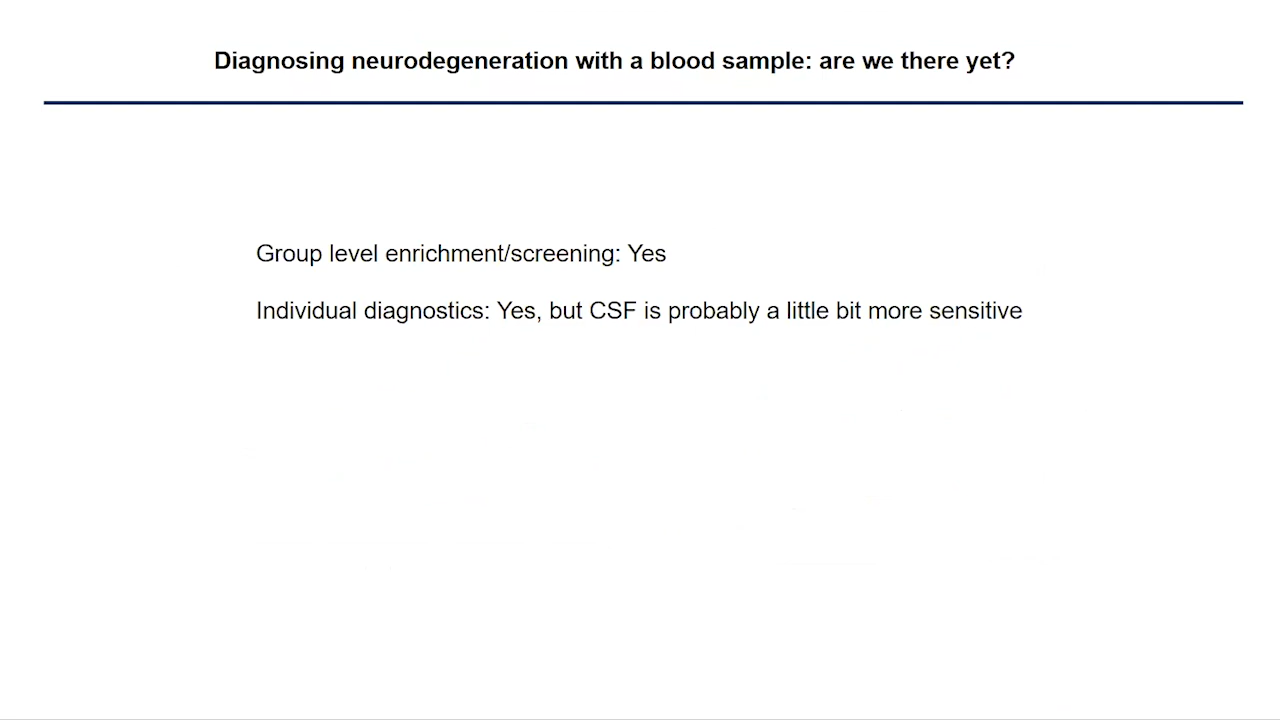 Diagnosing neurodegeneration with a blood sample: are we there yet?
Group level enrichment/screening: Yes
Individual diagnostics: Yes, but CSF is probably a little bit more sensitive